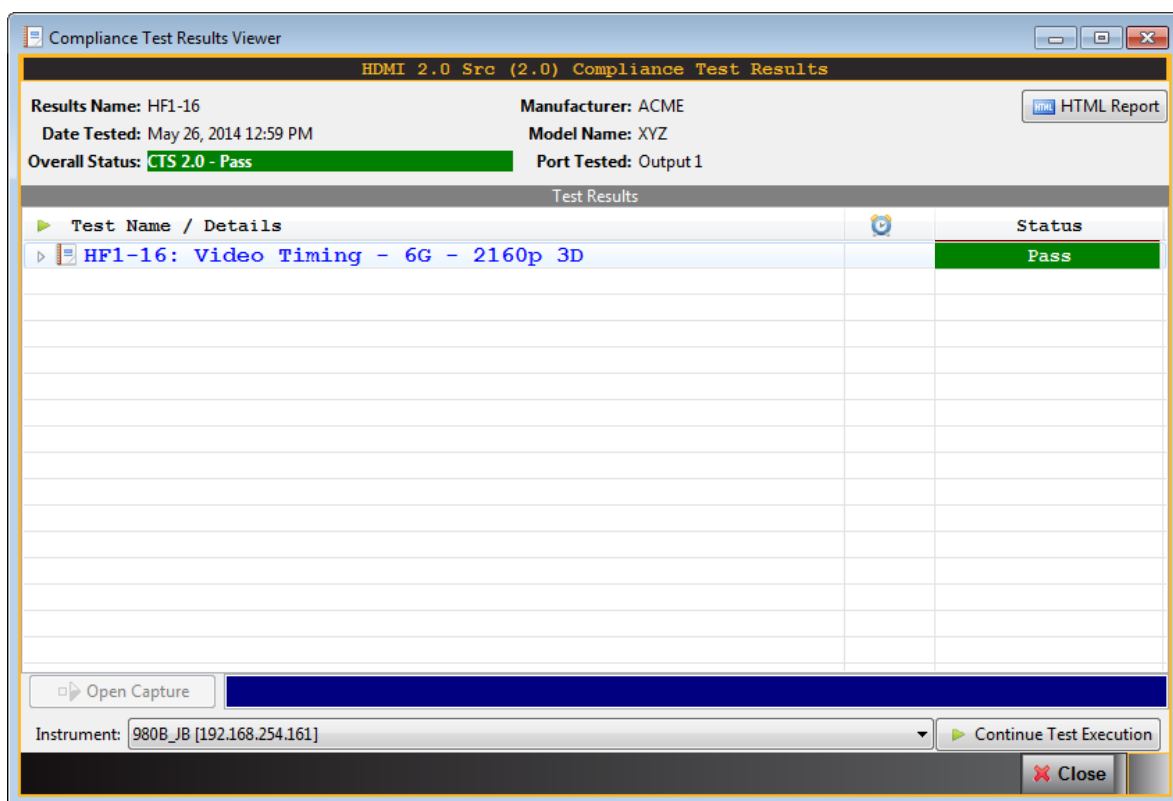 Compliance Test Results Viewer
HDMI 2.0 Src (2.0) Compliance Test Results
Results Name: HF1-16 Manufacturer: ACME HTML Report
Date Tested: May 26, 2014 12:59 PM Model Name: XYZ
Overall Status: CTS 2.0 - Pass Port Tested: Output 1
Test Results
Test Name / Details Status
HF1-16: Video Timing - 6G - 2160p 3D Pass
Open Capture
Instrument: 980B_JB [192.168.254.161] Continue Test Execution
Close